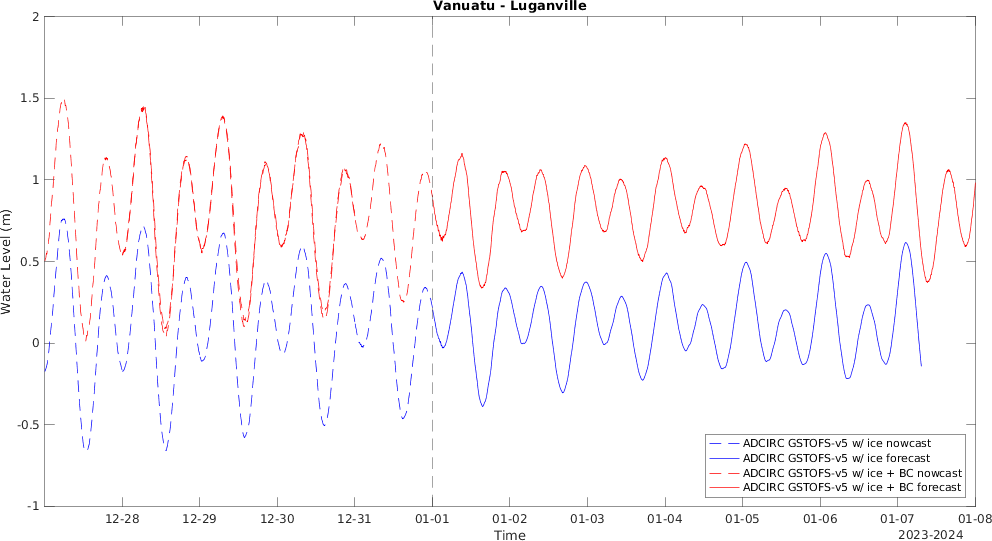 Vanuatu - Luganville
2
1.5
1
0.5
0
-0.5
-1
Water Level (m)
ADCIRC GSTOFS-v5 w/ ice nowcast
ADCIRC GSTOFS-v5 w/ ice forecast
ADCIRC GSTOFS-v5 w/ ice + BC nowcast
ADCIRC GSTOFS-v5 w/ ice + BC forecast
12-28 12-29 12-30 12-31 01-01 01-02 01-03 01-04 01-05 01-06 01-07 01-08
Time
2023-2024